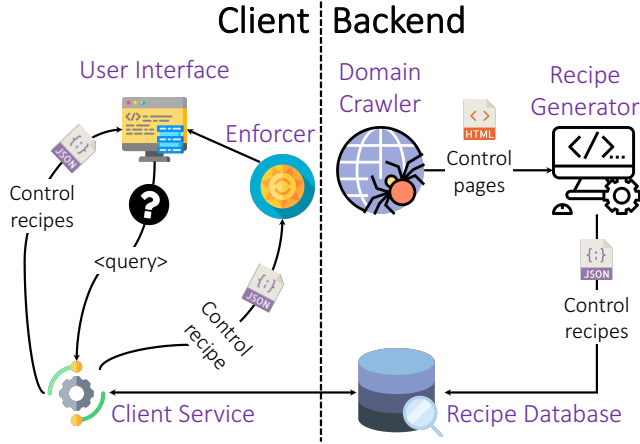 Client Backend
User Interface
Domain
Crawler
Recipe
Generator
</>
Enforcer
<>
HTML
</>...
{;}
JSON
Control
pages
Control
recipes
?
<query>
{;}
JSON
{;}
JSON
Control
recipes
Control
recipe
Client Service
Recipe Database